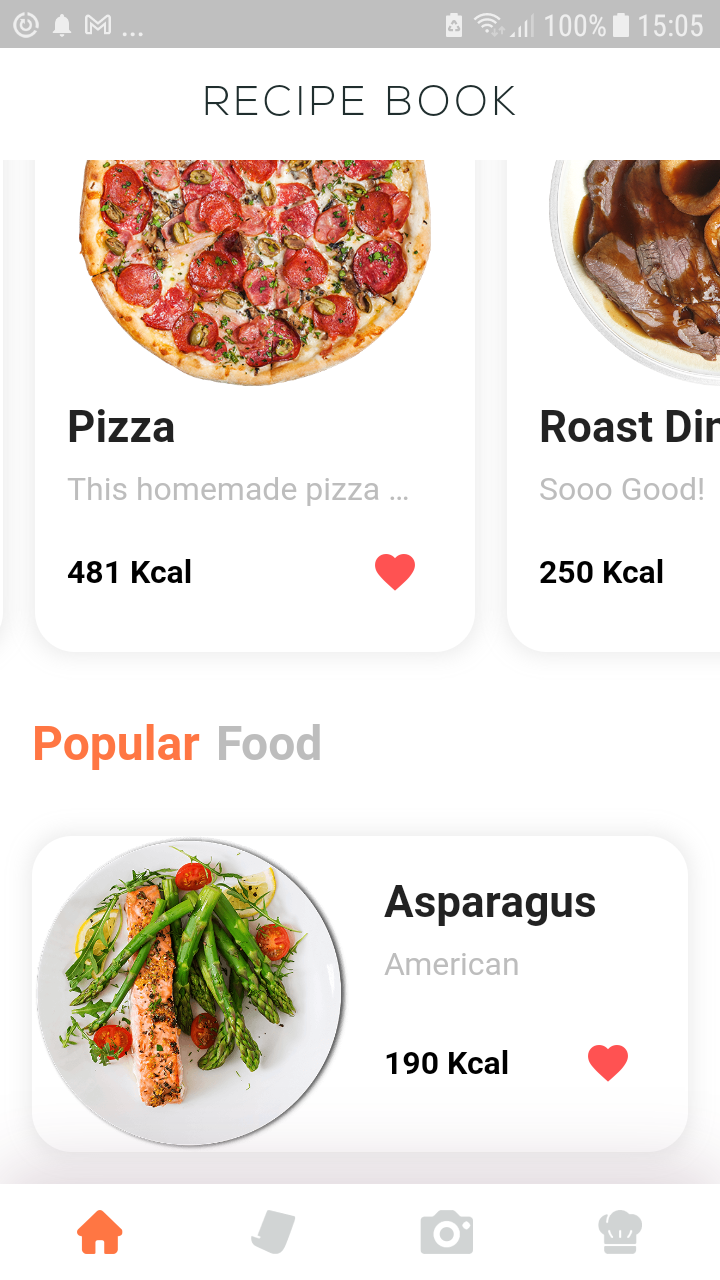 ... 100% 15:05
RECIPE BOOK
Pizza
This homemade pizza ...
481 Kcal
Roast Din
Sooo Good!
250 Kcal
Popular Food
Asparagus
American
190 Kcal